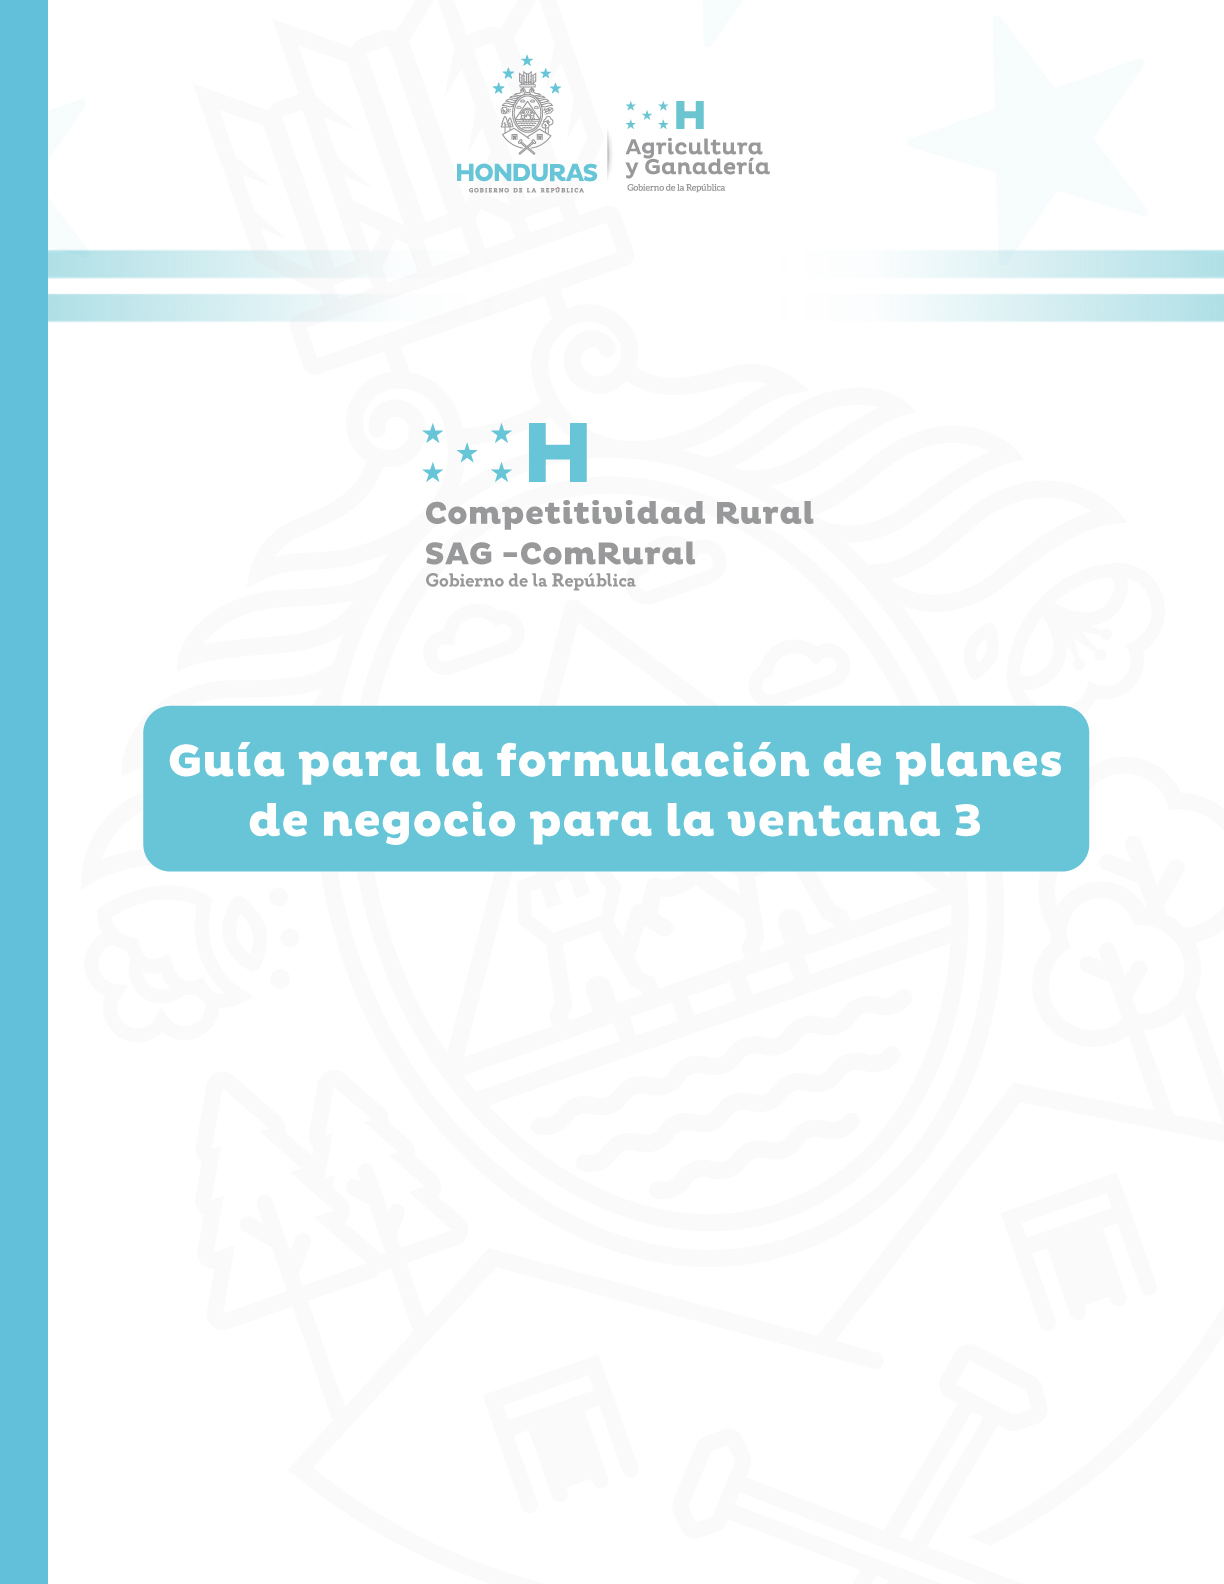 HONDURAS
GOBIERNO DE LA REPÚBLICA
H
Agricultura
y Ganadería
Gobierno de la República
H
Competitividad Rural
SAG -ComRural
Gobierno de la República
Guía para la formulación de planes
de negocio para la ventana 3